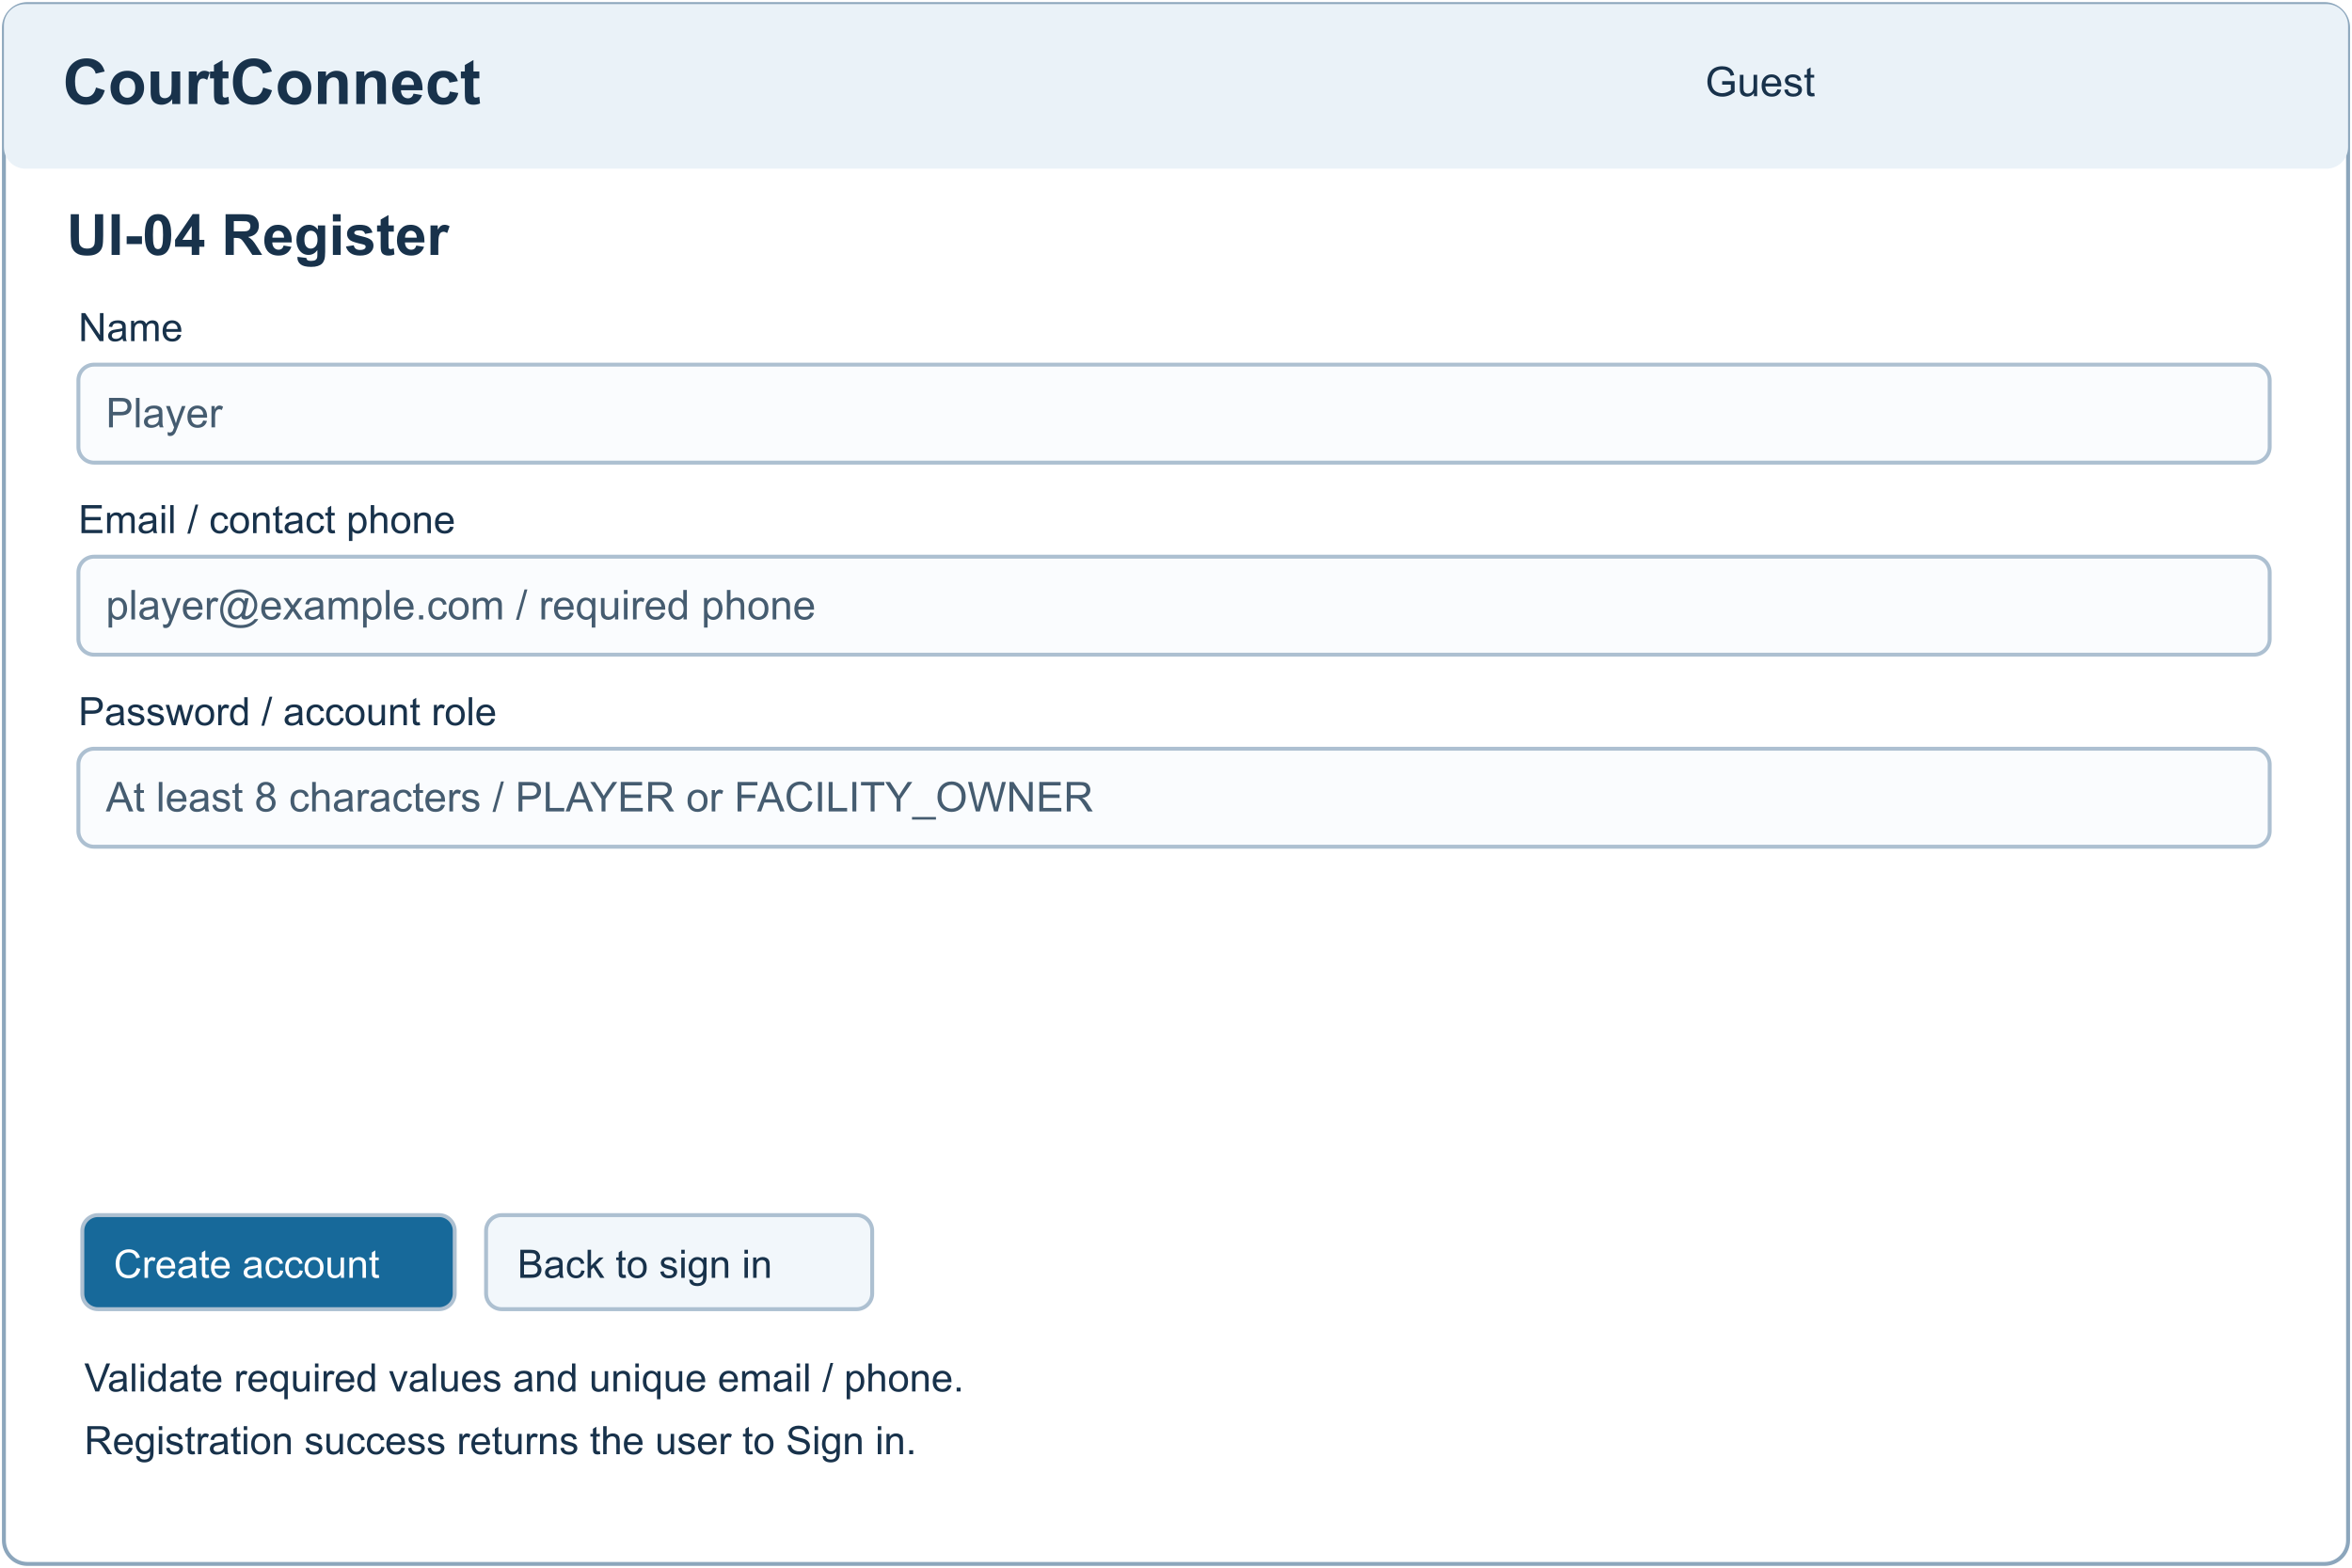 CourtConnect
Guest
UI-04 Register
Name
Player
Email / contact phone
player@example.com / required phone
Password / account role
At least 8 characters / PLAYER or FACILITY_OWNER
Create account
Back to sign in
Validate required values and unique email / phone.
Registration success returns the user to Sign in.